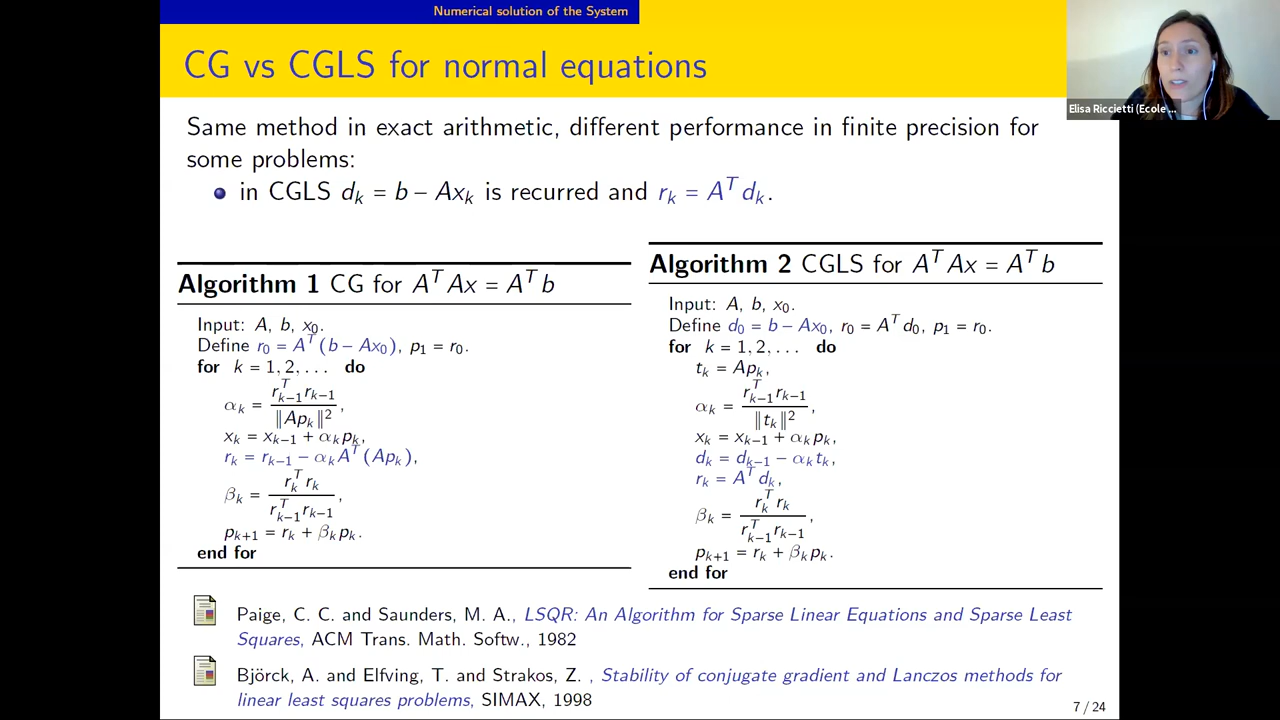 Numerical solution of the System
CG vs CGLS for normal equations
Elisa Riccietti (Ecole ...
Same method in exact arithmetic, different performance in finite precision for
some problems:
in CGLS d_k = b − Ax_k is recurred and r_k = A^T d_k.
Algorithm 1 CG for A^T Ax = A^T b
Input: A, b, x_0.
Define r_0 = A^T(b − Ax_0), p_1 = r_0.
for k = 1, 2, . . . do
α_k = r_{k−1}^T r_{k−1} / ‖Ap_k‖^2,
x_k = x_{k−1} + α_k p_k,
r_k = r_{k−1} − α_k A^T(Ap_k),
β_k = r_k^T r_k / r_{k−1}^T r_{k−1},
p_{k+1} = r_k + β_k p_k.
end for
Algorithm 2 CGLS for A^T Ax = A^T b
Input: A, b, x_0.
Define d_0 = b − Ax_0, r_0 = A^T d_0, p_1 = r_0.
for k = 1, 2, . . . do
t_k = Ap_k,
α_k = r_{k−1}^T r_{k−1} / ‖t_k‖^2,
x_k = x_{k−1} + α_k p_k,
d_k = d_{k−1} − α_k t_k,
r_k = A^T d_k,
β_k = r_k^T r_k / r_{k−1}^T r_{k−1},
p_{k+1} = r_k + β_k p_k.
end for
Paige, C. C. and Saunders, M. A., LSQR: An Algorithm for Sparse Linear Equations and Sparse Least
Squares, ACM Trans. Math. Softw., 1982
Björck, A. and Elfving, T. and Strakos, Z. , Stability of conjugate gradient and Lanczos methods for
linear least squares problems, SIMAX, 1998
7 / 24